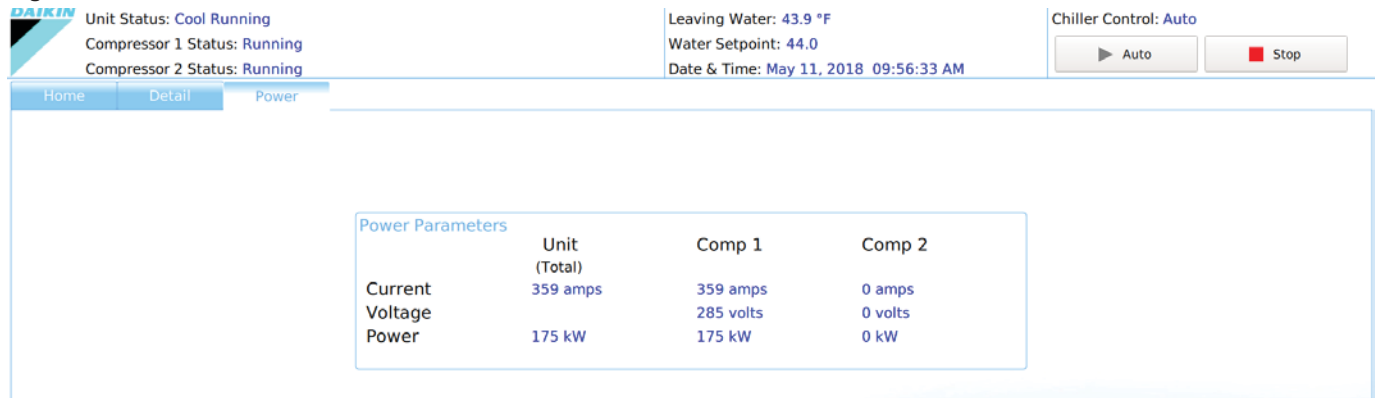 DAIKIN
Unit Status: Cool Running
Compressor 1 Status: Running
Compressor 2 Status: Running
Leaving Water: 43.9 °F
Water Setpoint: 44.0
Date & Time: May 11, 2018 09:56:33 AM
Chiller Control: Auto
Auto Stop
Home Detail Power
Power Parameters
Unit Comp 1 Comp 2
(Total)
Current 359 amps 359 amps 0 amps
Voltage 285 volts 0 volts
Power 175 kW 175 kW 0 kW